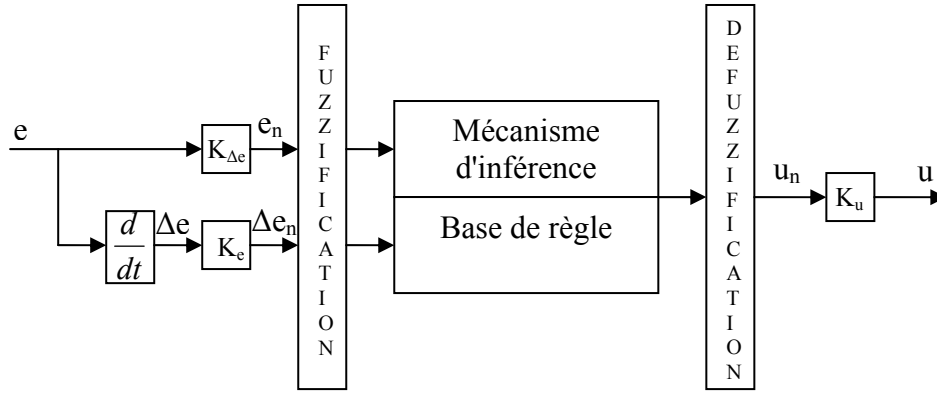 e
K_Δe
e_n
d
dt
Δe
K_e
Δe_n
FUZZIFICATION
Mécanisme
d'inférence
Base de règle
DEFUZZIFICATION
u_n
K_u
u